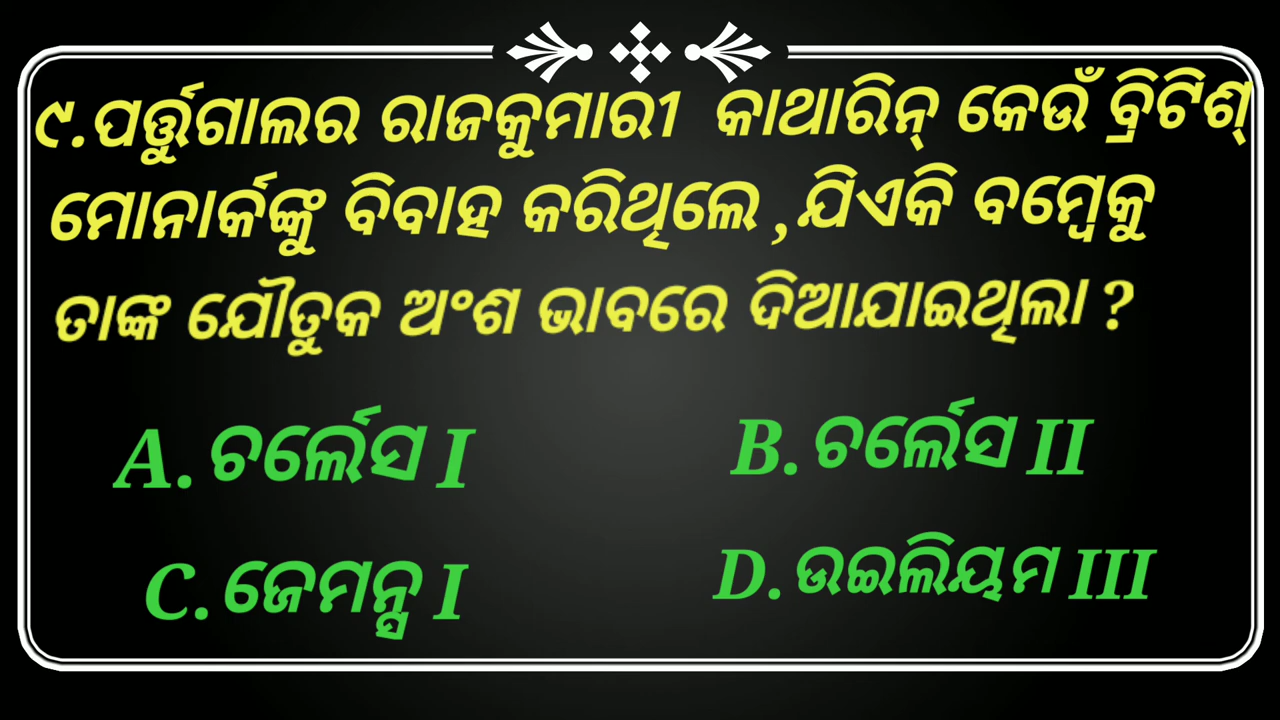 ୯.ପର୍ତ୍ତୁଗାଲର ରାଜକୁମାରୀ କାଥାରିନ୍ କେଉଁ ବ୍ରିଟିଶ୍
ମୋନାର୍କଙ୍କୁ ବିବାହ କରିଥିଲେ ,ଯିଏକି ବମ୍ବେକୁ
ତାଙ୍କ ଯୌତୁକ ଅଂଶ ଭାବରେ ଦିଆଯାଇଥିଲା ?
A. ଚର୍ଲେସ I B. ଚର୍ଲେସ II
C. ଜେମନ୍ସ I D. ଉଇଲିୟମ III